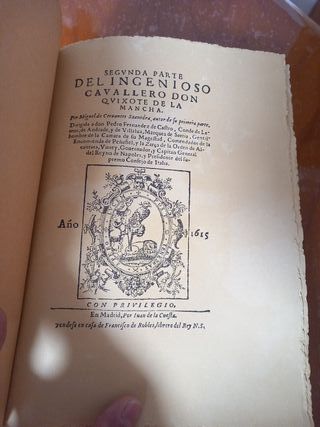 SEGVNDA PARTE
DEL INGENIOSO
CAVALLERO DON
QVIXOTE DE LA
MANCHA.
Por Miguel de Ceruantes Saauedra, autor de su primera parte.
Dirigida a don Pedro Fernandez de Castro, Conde de Le-
mos, de Andrade, y de Villalua, Marques de Sarria, Gentil-
hombre de la Camara de su Magestad, Comendador de la
Encomienda de Peñafiel, y la Zarça de la Orden de Al-
cantara, Virrey, Gouernador, y Capitan General
del Reyno de Napoles, y Presidente del su-
premo Consejo de Italia.
Año 1615
CON PRIVILEGIO,
En Madrid, Por Iuan de la Cuesta.
vendese en casa de Francisco de Robles, librero del Rey N.S.